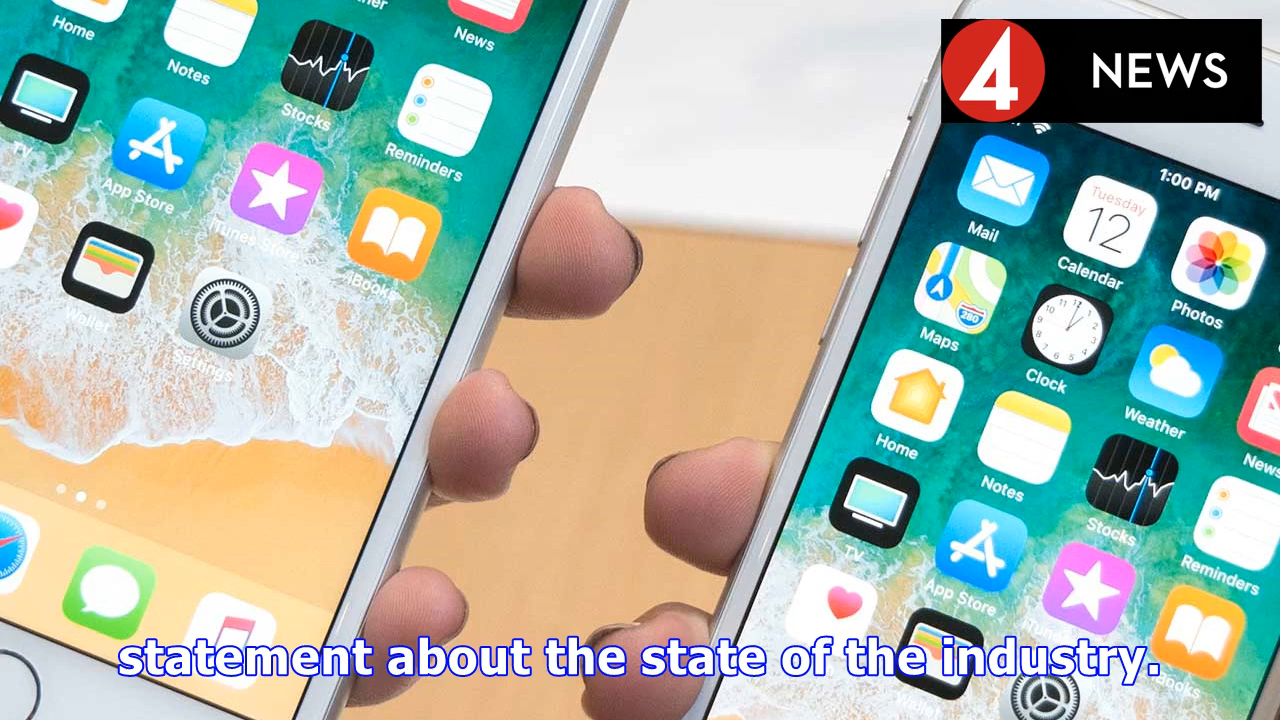 4 NEWS
Home
Notes
News
Stocks
Reminders
TV
App Store
iTunes Store
iBooks
Wallet
Settings
1:00 PM
Mail
Tuesday
12
Calendar
Photos
Maps
280
Clock
Weather
Home
Notes
News
TV
Stocks
App Store
Reminders
Wallet
statement about the state of the industry.